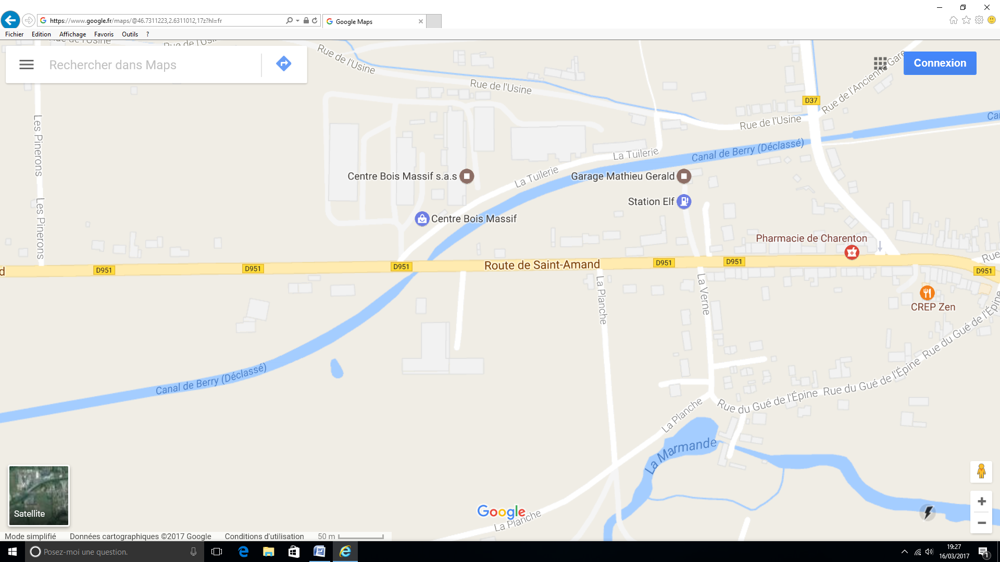 https://www.google.fr/maps/@46.7311223,2.6311012,17z?hl=fr
Google Maps
Fichier Edition Affichage Favoris Outils ?
Rue de l'Usine
Rechercher dans Maps
Connexion
Rue de l'Usine
Rue de l'Usine
Rue de l'Ancienne Gare
D37
Rue de l'Usine
Les Pinerons
La Tuilerie
Canal de Berry (Déclassé)
La Tuilerie
Centre Bois Massif s.a.s
Garage Mathieu Gerald
Station Elf
Centre Bois Massif
Les Pinerons
Pharmacie de Charenton
Rue
D951
D951
D951
Route de Saint-Amand
D951
D951
D951
La Planche
La Verne
CREP Zen
Rue du Gué de l'Épine
Rue du Gué de l'Épine
Rue du Gué de l'Épine
Canal de Berry (Déclassé)
La Planche
La Marmande
Satellite
Google
La Planche
Mode simplifié Données cartographiques ©2017 Google Conditions d'utilisation 50 m
Posez-moi une question.
19:27
16/03/2017
1